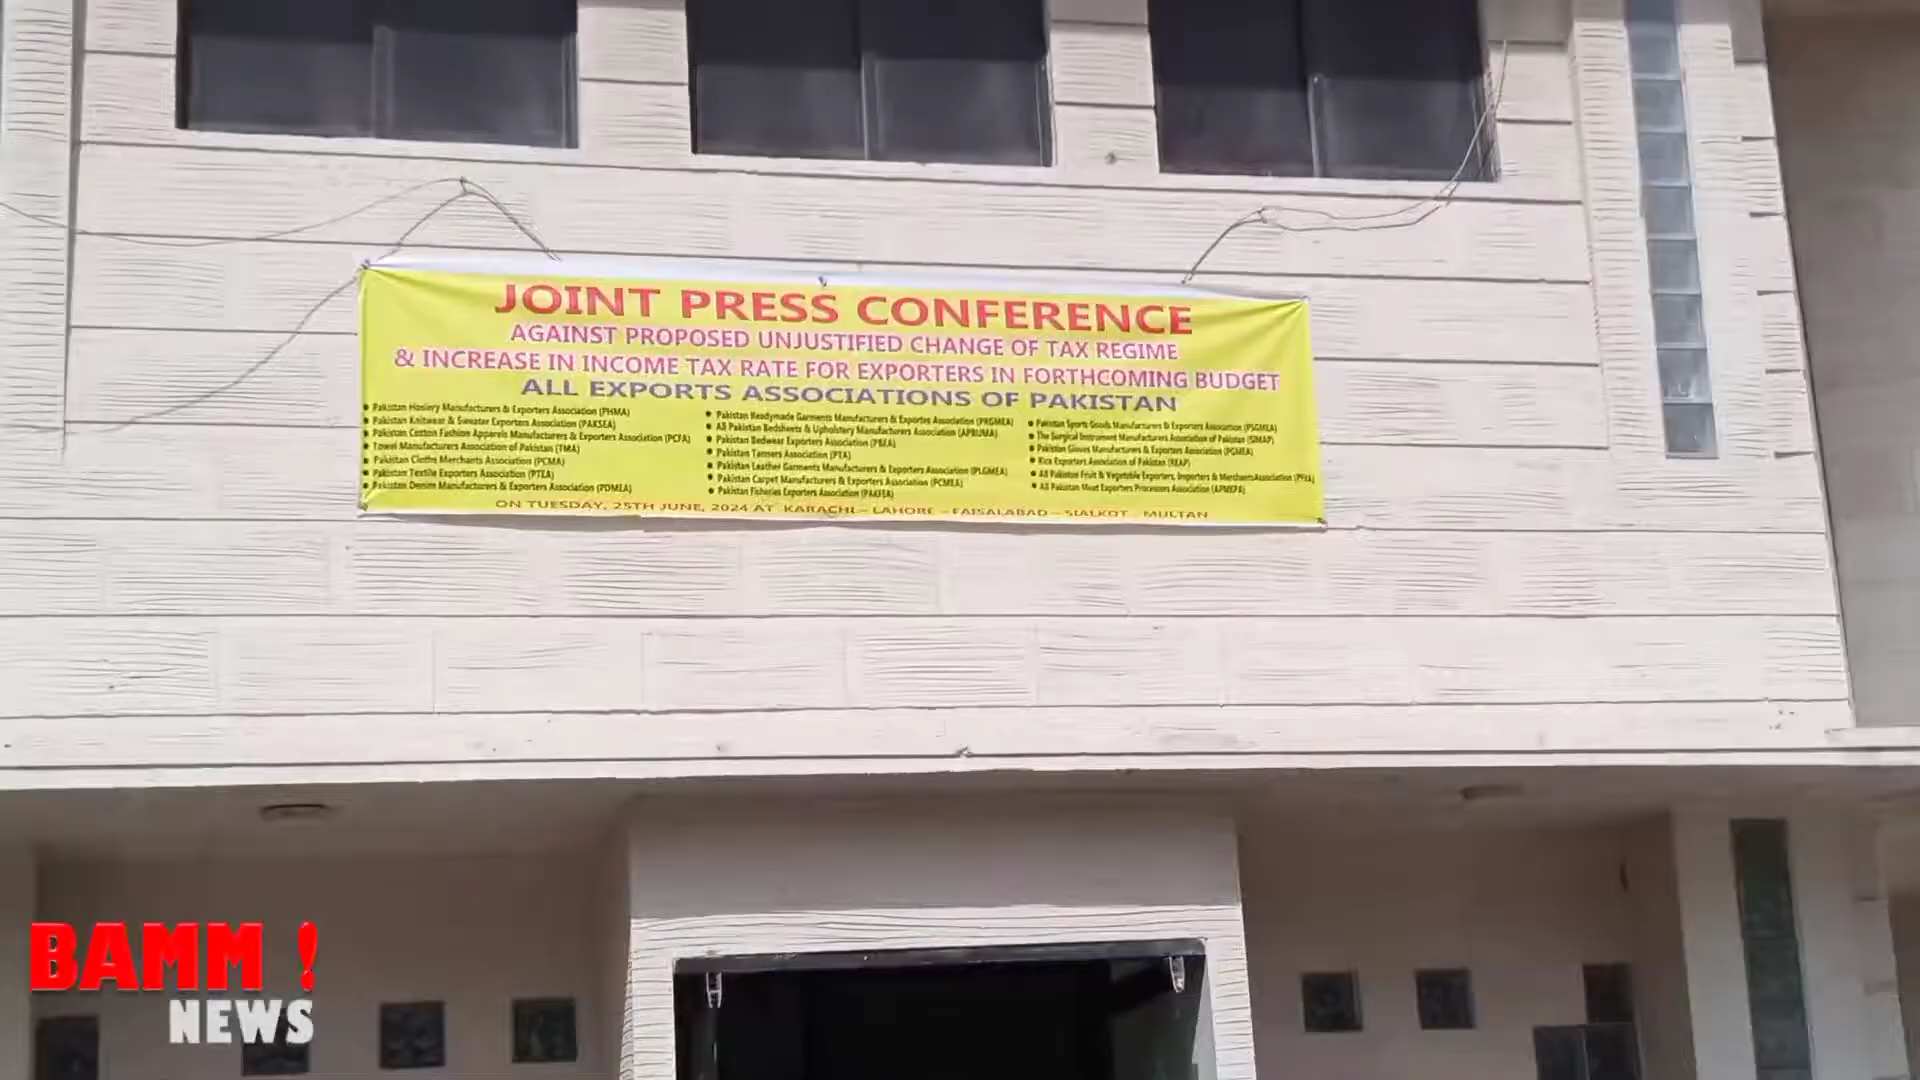 JOINT PRESS CONFERENCE
AGAINST PROPOSED UNJUSTIFIED CHANGE OF TAX REGIME
& INCREASE IN INCOME TAX RATE FOR EXPORTERS IN FORTHCOMING BUDGET
ALL EXPORTS ASSOCIATIONS OF PAKISTAN
• Pakistan Hosiery Manufacturers & Exporters Association (PHMA)
• Pakistan Knitwear & Sweater Exporters Association (PAKSEA)
• Pakistan Cotton Fashion Apparels Manufacturers & Exporters Association (PCFA)
• Towel Manufacturers Association of Pakistan (TMA)
• Pakistan Cloths Merchants Association (PCMA)
• Pakistan Textile Exporters Association (PTEA)
• Pakistan Denim Manufacturers & Exporters Association (PDMEA)
• Pakistan Readymade Garments Manufacturers & Exportes Association (PRGMEA)
• All Pakistan Bedsheets & Upholstery Manufacturers Association (APBUMA)
• Pakistan Bedwear Exporters Association (PBEA)
• Pakistan Tanners Association (PTA)
• Pakistan Leather Garments Manufacturers & Exporters Association (PLGMEA)
• Pakistan Carpet Manufacturers & Exporters Association (PCMEA)
• Pakistan Fisheries Exporters Association (PAKFEA)
• Pakistan Sports Goods Manufacturers & Exporters Association (PSGMEA)
• The Surgical Instrument Manufacturers Association of Pakistan (SIMAP)
• Pakistan Gloves Manufacturers & Exporters Association (PGMEA)
• Rice Exporters Association of Pakistan (REAP)
• All Pakistan Fruit & Vegetable Exporters, Importers & Merchants Association (PFVA)
• All Pakistan Meat Exporters Processors Association (APMEPA)
ON TUESDAY, 25TH JUNE, 2024 AT KARACHI - LAHORE - FAISALABAD - SIALKOT - MULTAN
BAMM !
NEWS